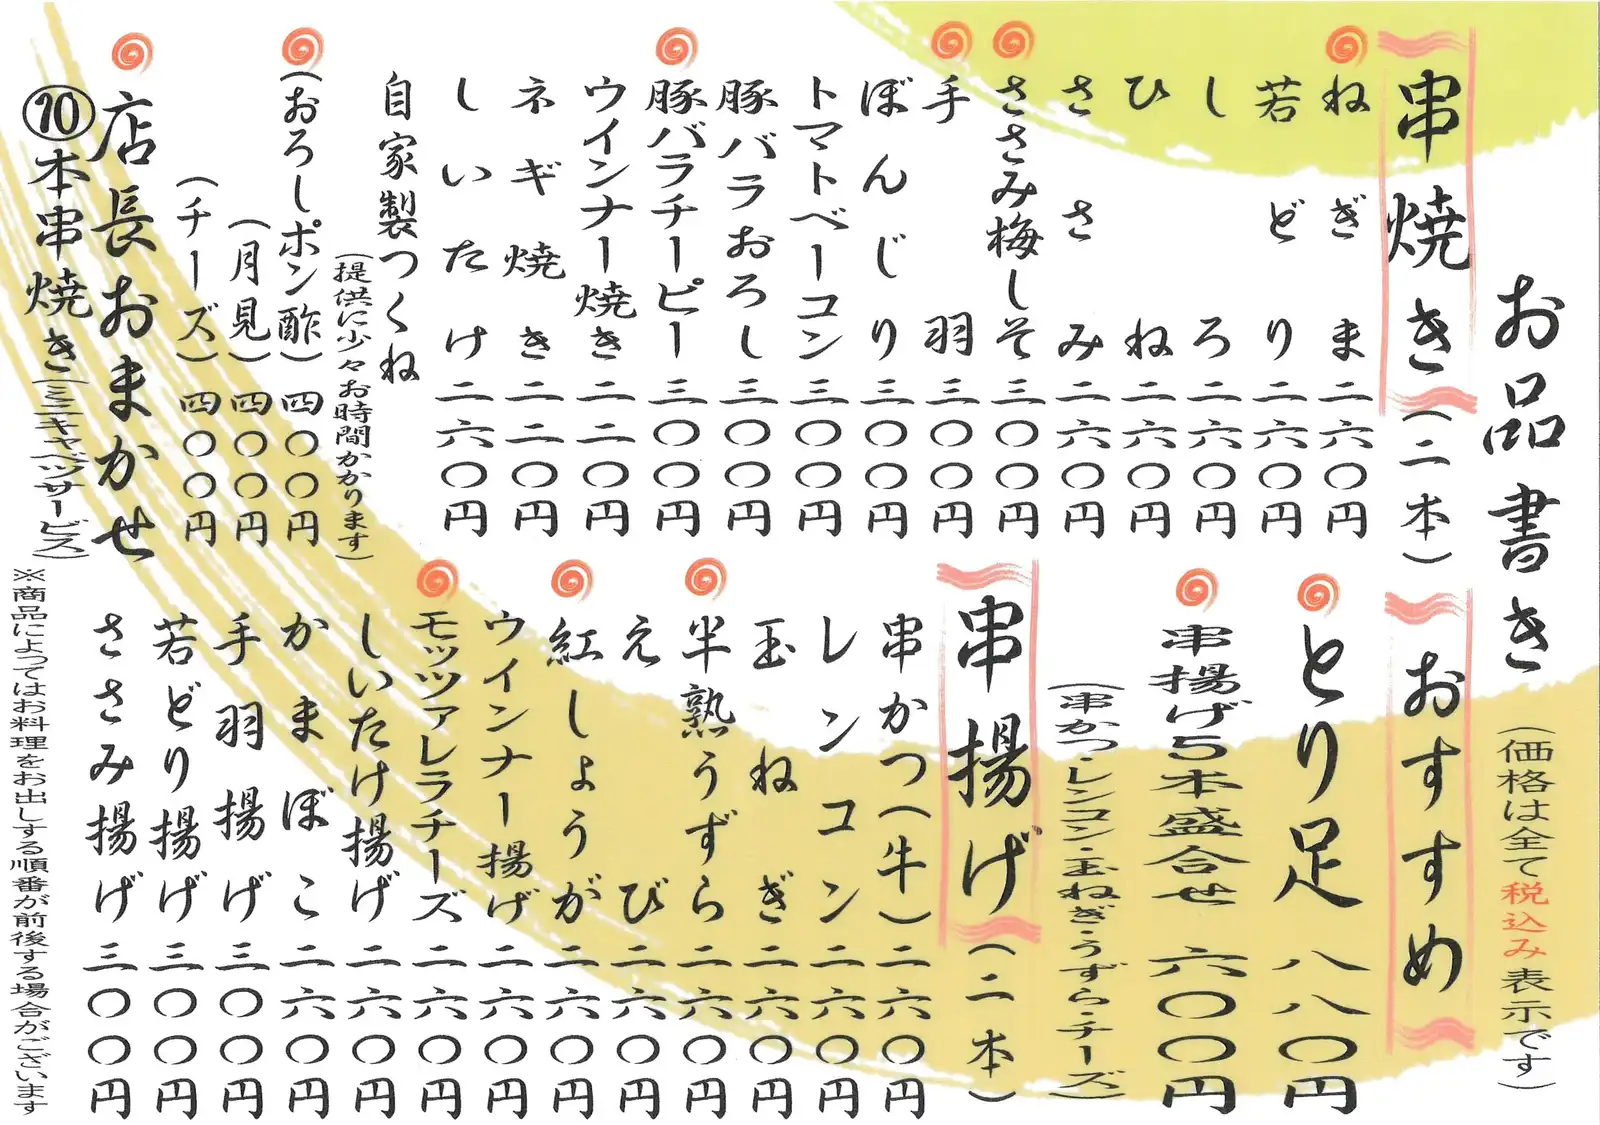 お品書き
(価格は全て税込み表示です)
串焼き(二本)
ねぎま二六〇円
若どり二六〇円
しろ二六〇円
ひね二六〇円
ささみ二六〇円
ささみ梅しそ三〇〇円
手羽三〇〇円
ぼんじり三〇〇円
トマトベーコン三〇〇円
豚バラおろし三〇〇円
豚バラチーピー三〇〇円
ウインナー焼き二二〇円
ネギ焼き二二〇円
しいたけ二六〇円
自家製つくね
(提供に少々お時間かかります)
(おろしポン酢)四〇〇円
(月見)四〇〇円
(チーズ)四〇〇円
店長おまかせ
⑩本串焼き(ミニキャベツサービス)
おすすめ
とり足八八〇円
串揚げ5本盛合せ六〇〇円
(串かつ・レンコン・玉ねぎ・うずら・チーズ)
串揚げ(二本)
串かつ(牛)二六〇円
レンコン二六〇円
玉ねぎ二六〇円
半熟うずら二六〇円
えび二六〇円
紅しょうが二六〇円
ウインナー揚げ二六〇円
モッツァレラチーズ二六〇円
しいたけ揚げ二六〇円
かまぼこ二六〇円
手羽揚げ三〇〇円
若どり揚げ三〇〇円
ささみ揚げ三〇〇円
※商品によってはお料理をお出しする順番が前後する場合がございます